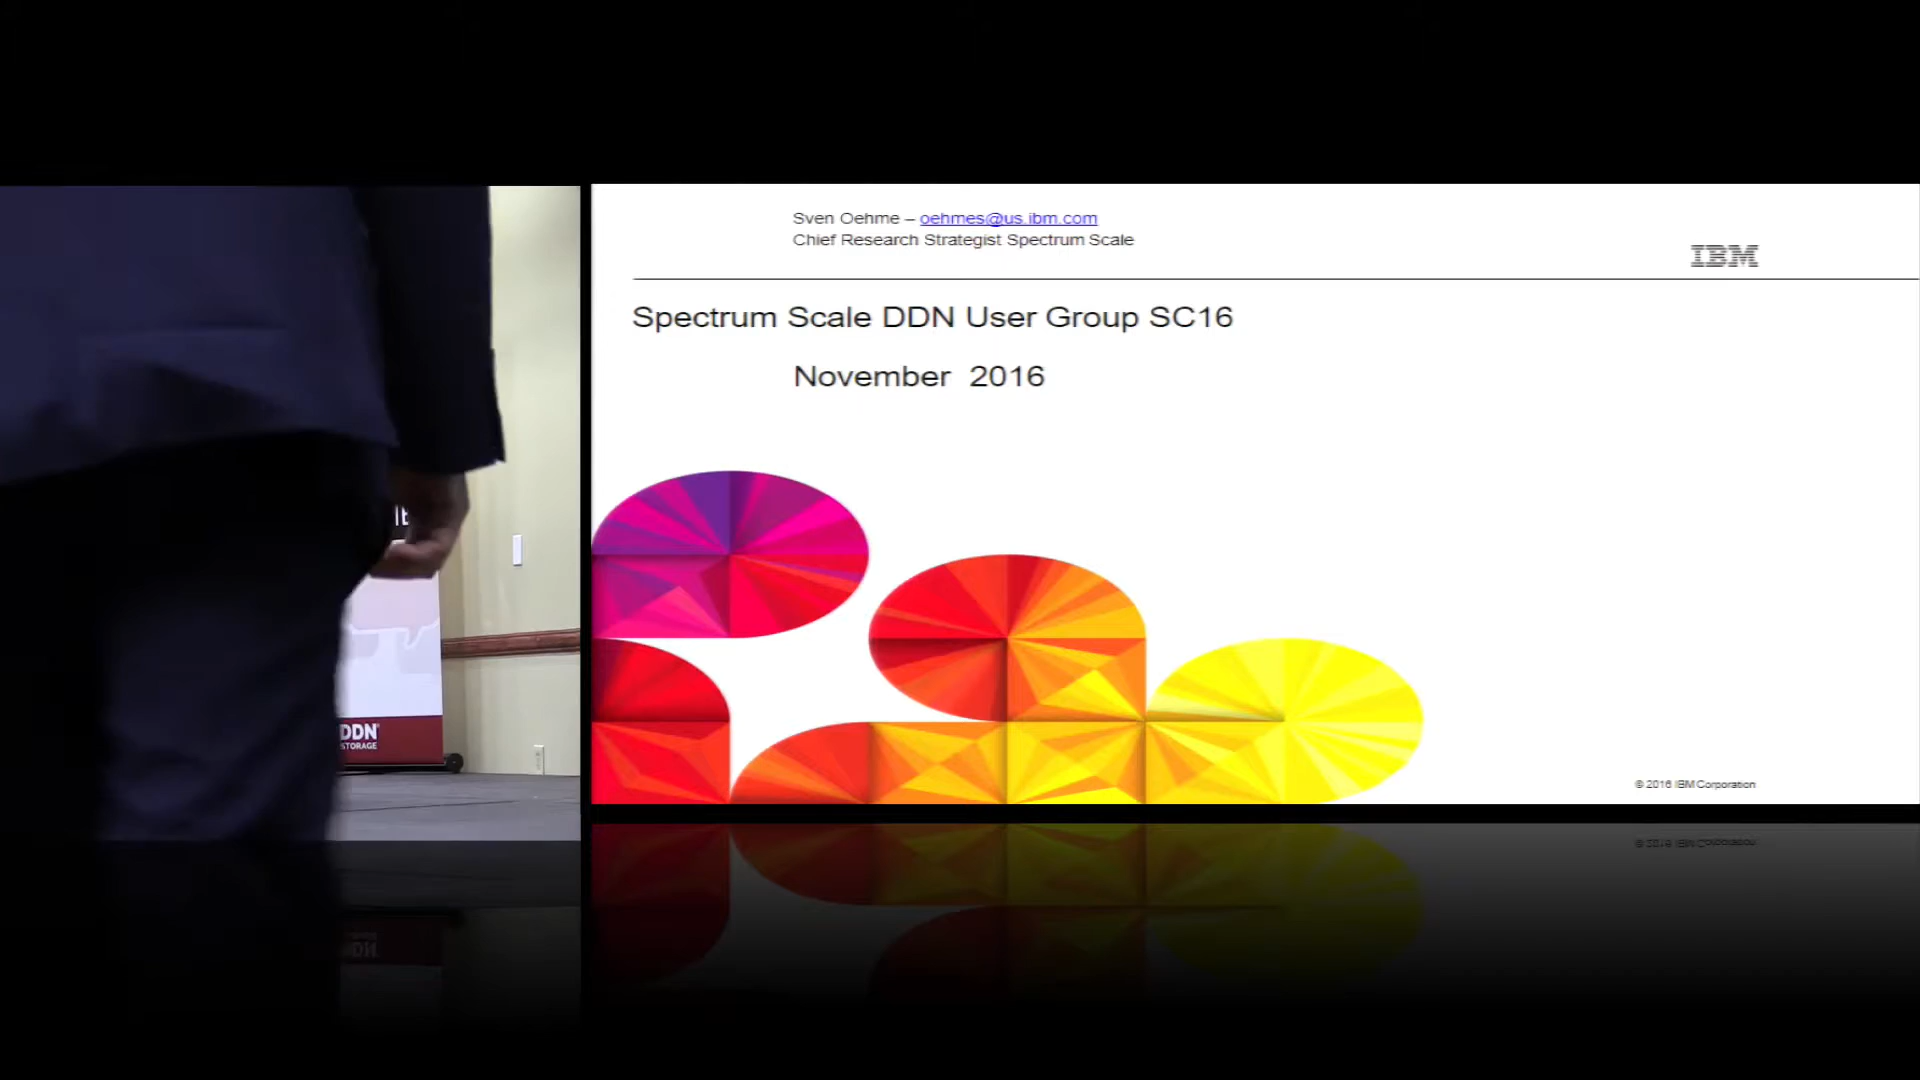 Sven Oehme – oehmes@us.ibm.com
Chief Research Strategist Spectrum Scale
IBM
Spectrum Scale DDN User Group SC16
November 2016
© 2016 IBM Corporation
DDN
STORAGE